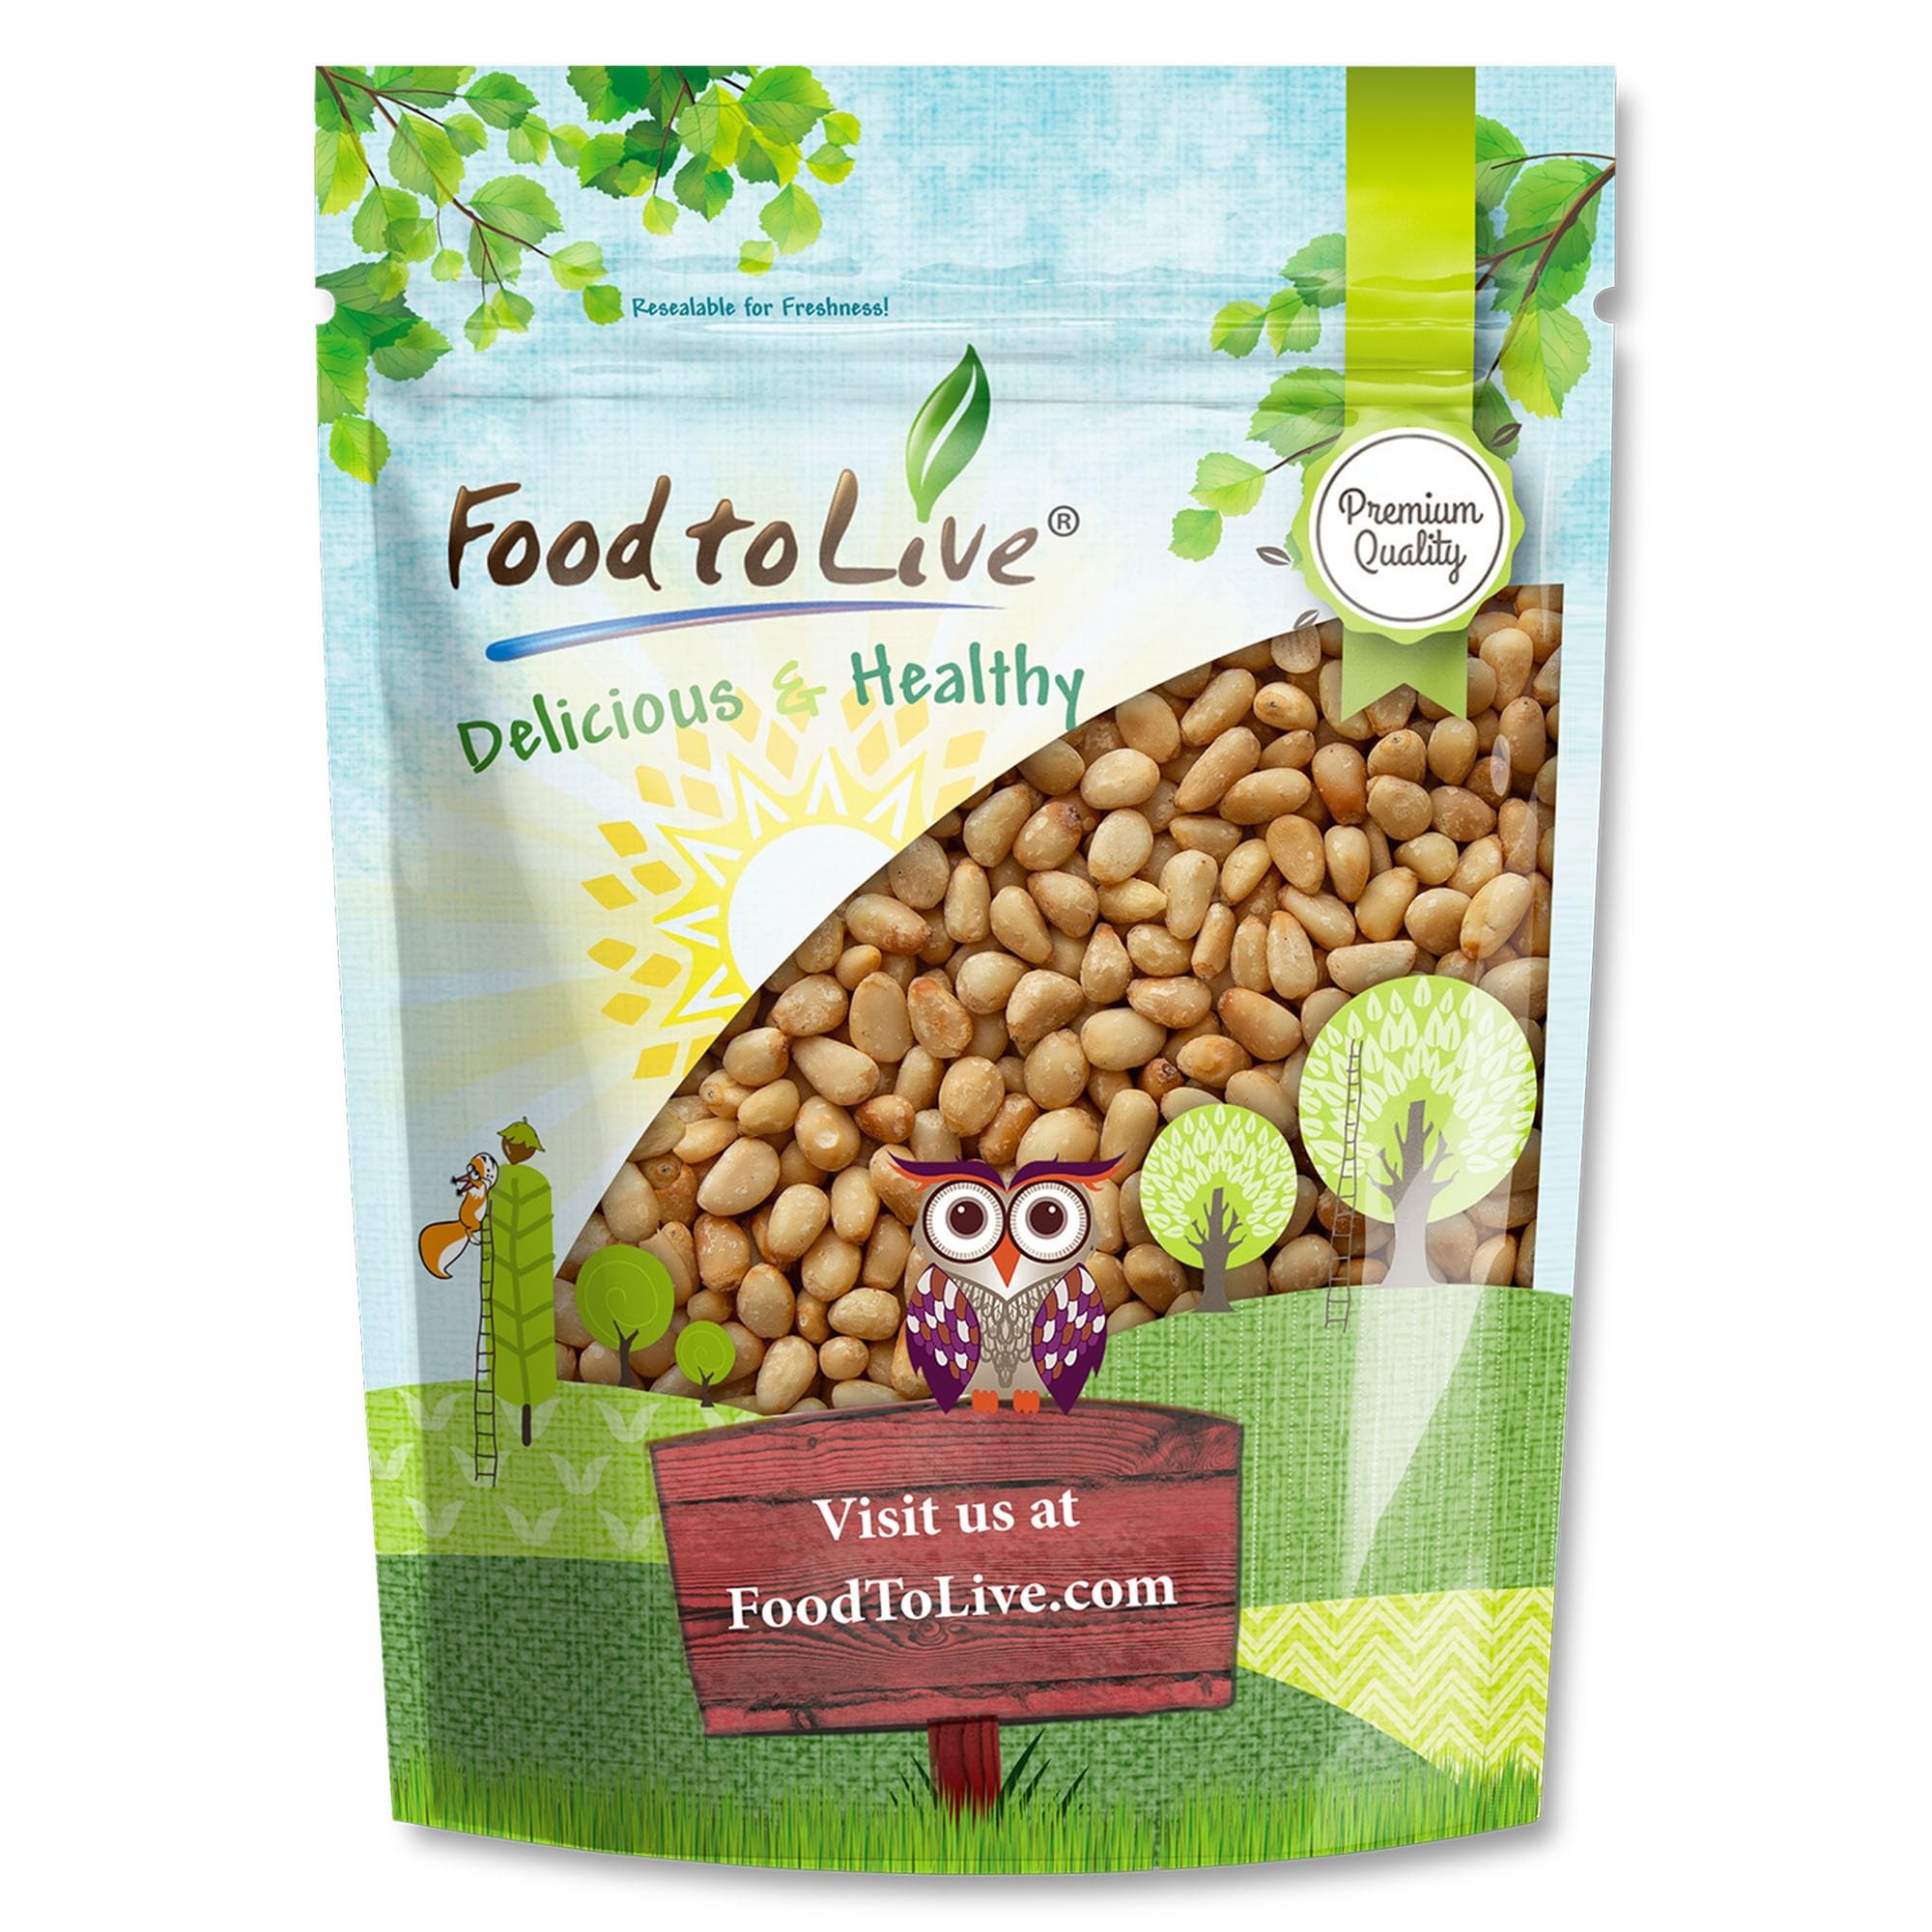 Resealable for Freshness!
Food to Live®
Delicious & Healthy
Premium
Quality
Visit us at
FoodToLive.com